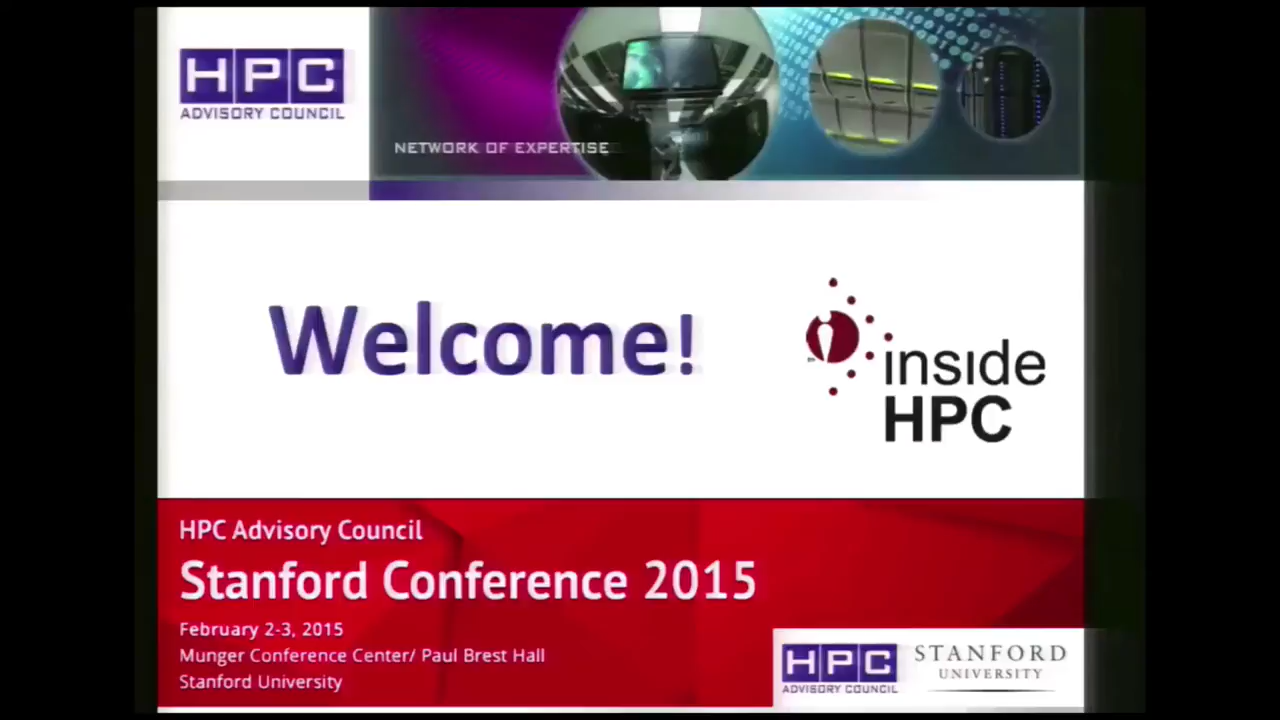 HPC
ADVISORY COUNCIL
NETWORK OF EXPERTISE
Welcome!
inside
HPC
HPC Advisory Council
Stanford Conference 2015
February 2-3, 2015
Munger Conference Center/ Paul Brest Hall
Stanford University
HPC
ADVISORY COUNCIL
STANFORD
UNIVERSITY